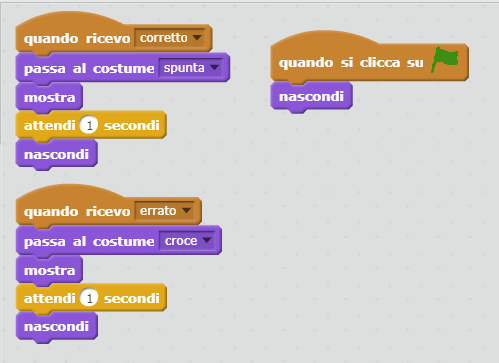 quando ricevo corretto
passa al costume spunta
mostra
attendi 1 secondi
nascondi
quando ricevo errato
passa al costume croce
mostra
attendi 1 secondi
nascondi
quando si clicca su
nascondi